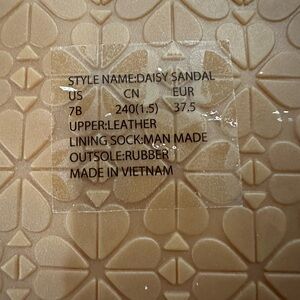 STYLE NAME:DAISY SANDAL
US CN EUR
7B 240(1.5) 37.5
UPPER:LEATHER
LINING SOCK:MAN MADE
OUTSOLE:RUBBER
MADE IN VIETNAM